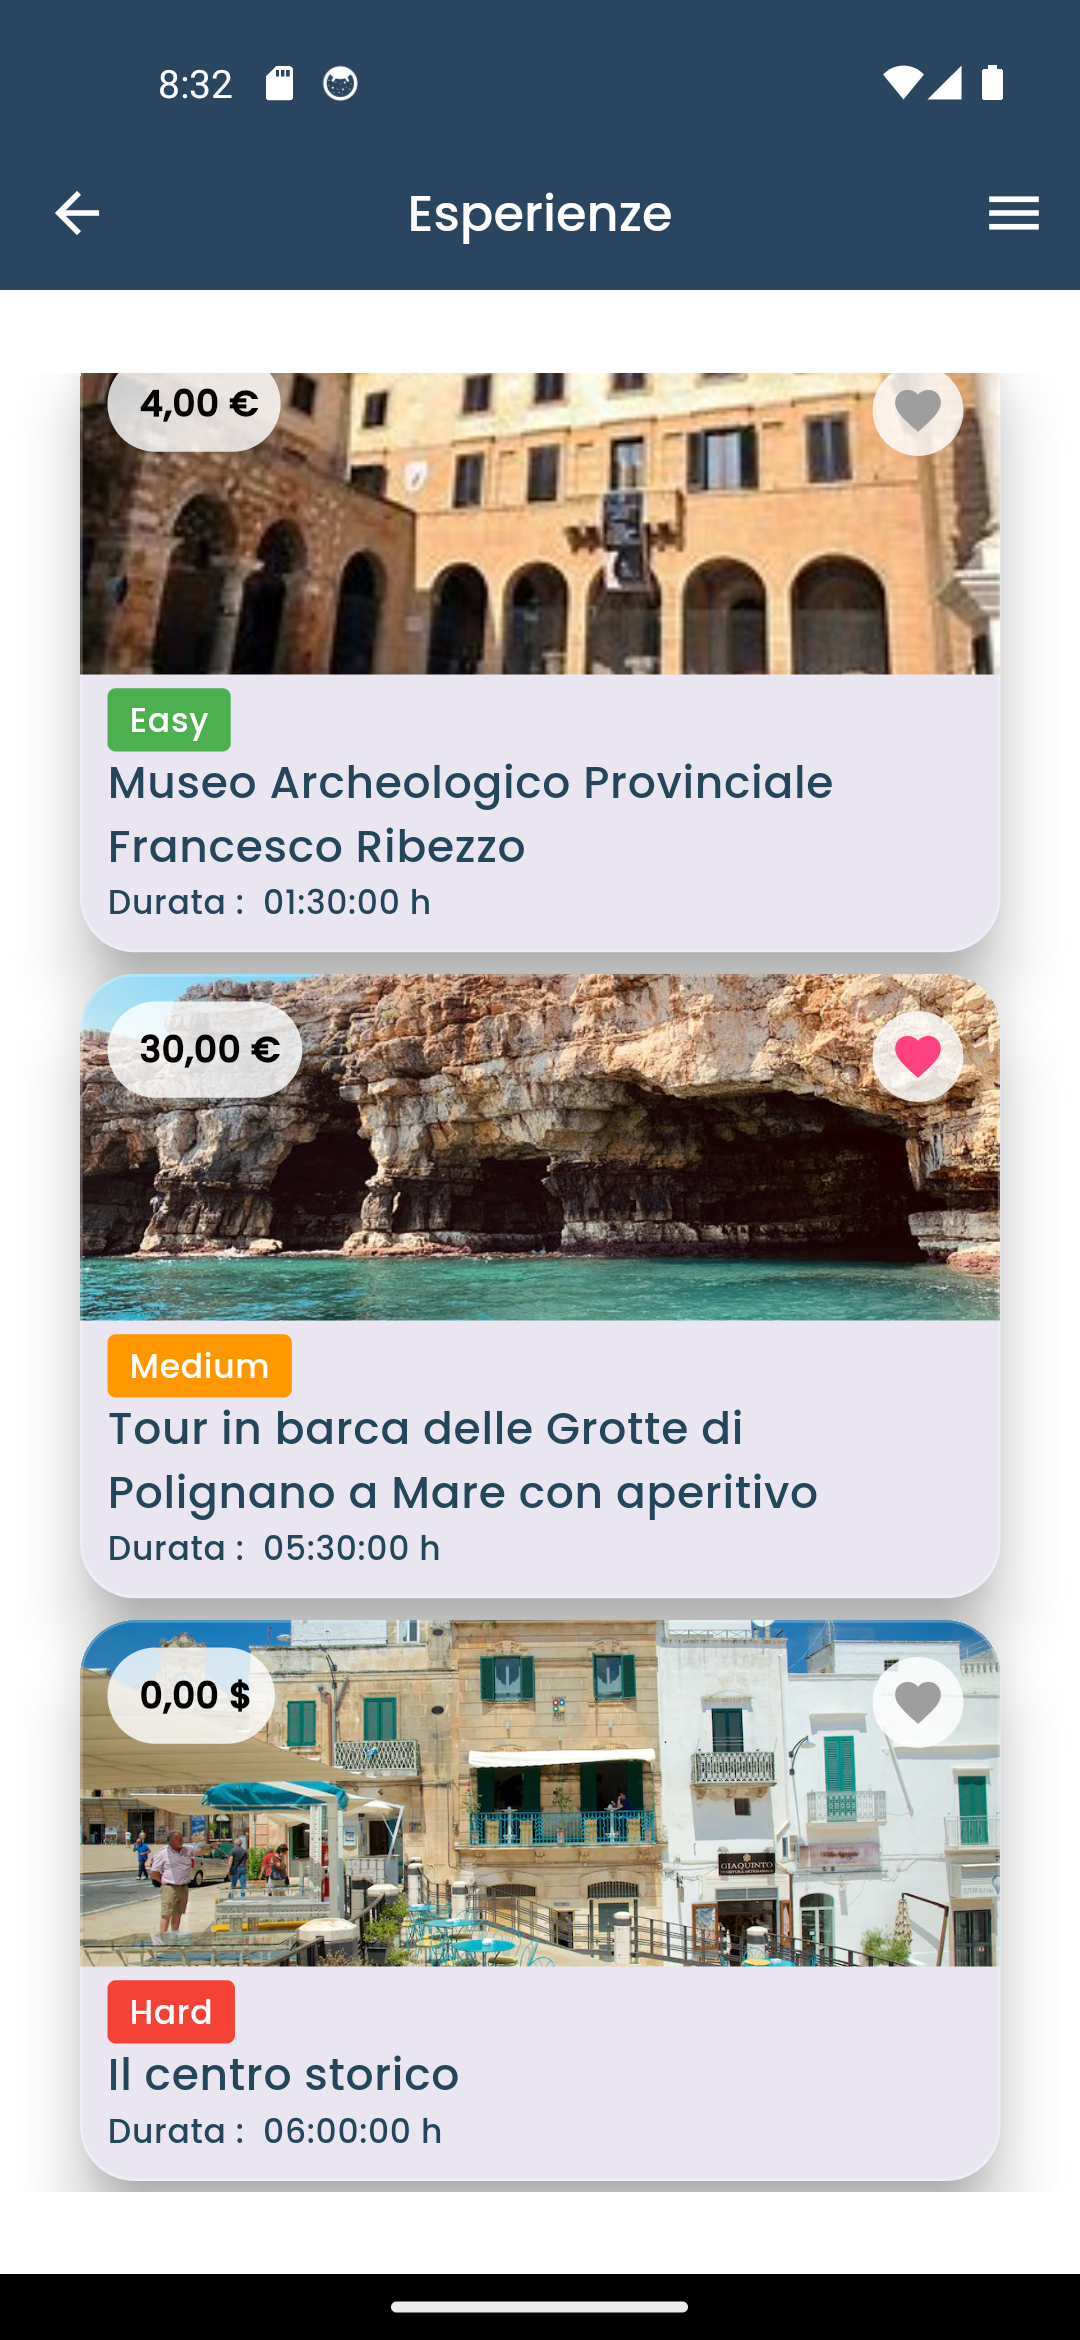 8:32
Esperienze
4,00 €
Easy
Museo Archeologico Provinciale
Francesco Ribezzo
Durata :  01:30:00 h
30,00 €
Medium
Tour in barca delle Grotte di
Polignano a Mare con aperitivo
Durata :  05:30:00 h
0,00 $
GIAQUINTO
Hard
Il centro storico
Durata :  06:00:00 h